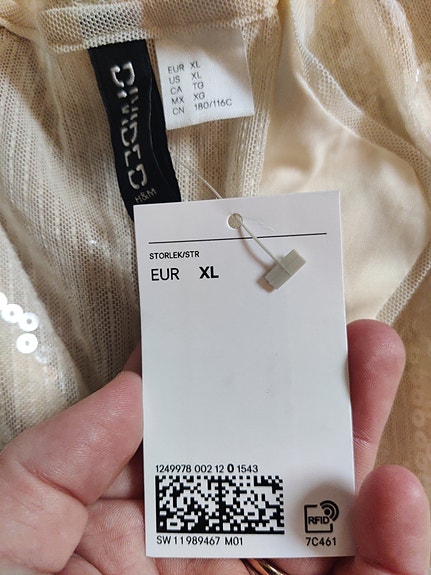 DIVIDED
H&M
EUR XL
US XL
CA TG
MX XG
CN 180/116C
STORLEK/STR
EUR XL
1249978 002 12 0 1543
SW 11989467 M01
RFID
7C461